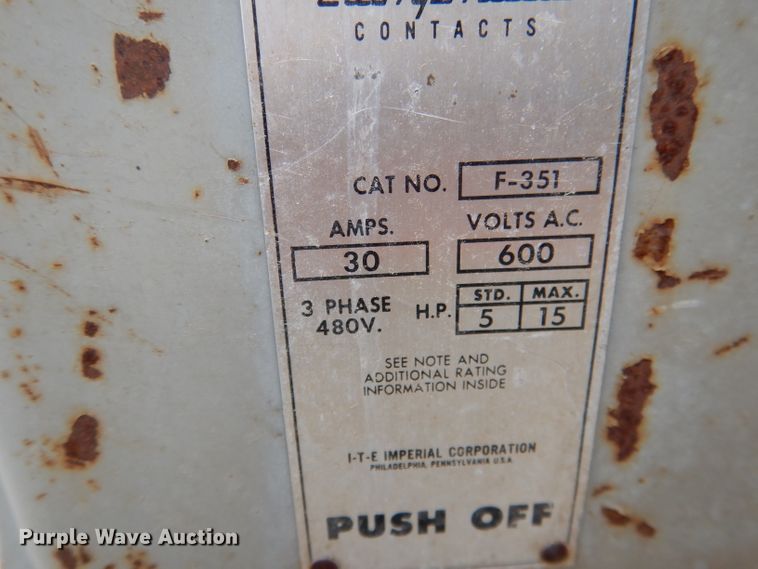 CONTACTS
CAT NO. F-351
AMPS. VOLTS A.C.
30 600
3 PHASE 480V. H.P. STD. MAX.
5 15
SEE NOTE AND
ADDITIONAL RATING
INFORMATION INSIDE
I-T-E IMPERIAL CORPORATION
PHILADELPHIA, PENNSYLVANIA U.S.A.
PUSH OFF
Purple Wave Auction